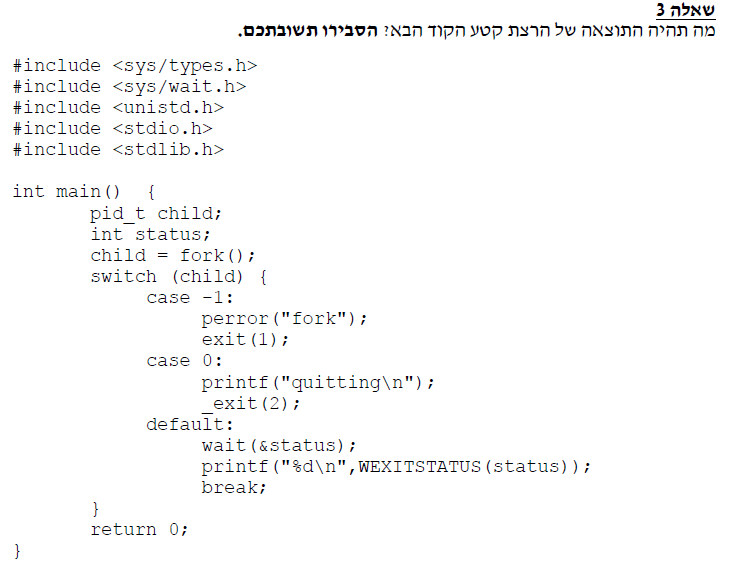 שאלה 3
מה תהיה התוצאה של הרצת קטע הקוד הבא? הסבירו תשובתכם.
#include <sys/types.h>
#include <sys/wait.h>
#include <unistd.h>
#include <stdio.h>
#include <stdlib.h>
int main()  {
pid_t child;
int status;
child = fork();
switch (child) {
case -1:
perror("fork");
exit(1);
case 0:
printf("quitting\n");
_exit(2);
default:
wait(&status);
printf("%d\n",WEXITSTATUS(status));
break;
}
return 0;
}